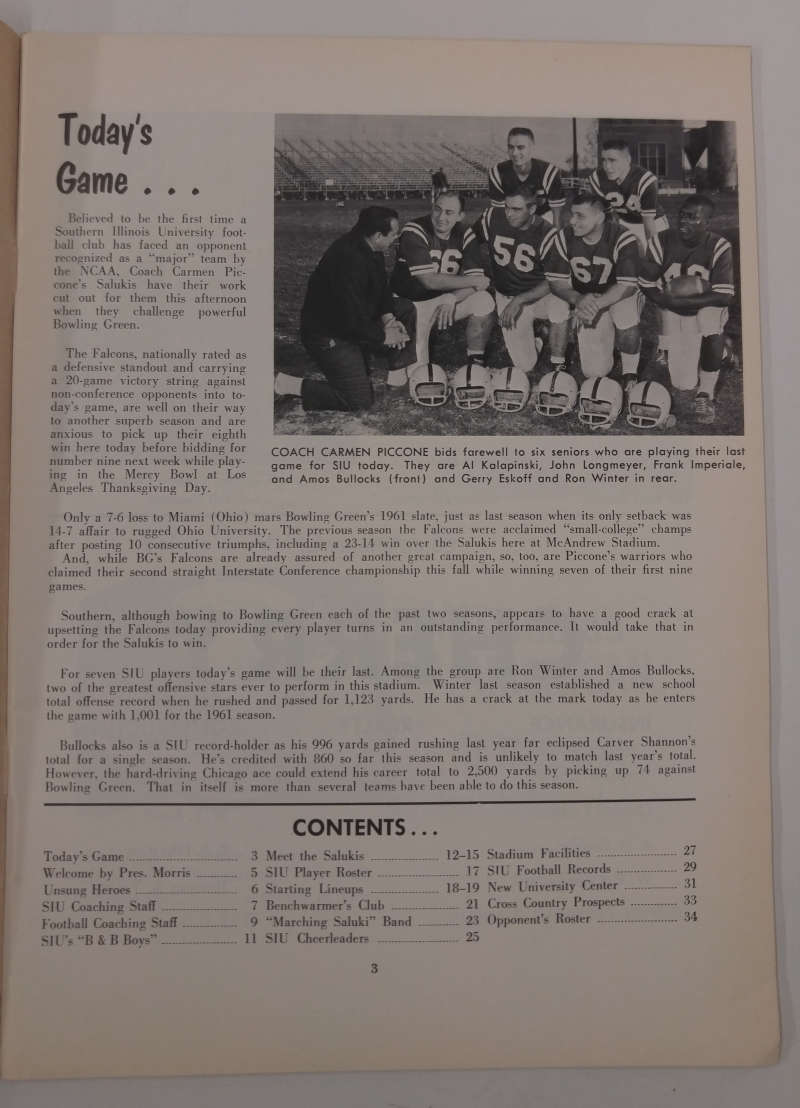 Today's
Game . . .
Believed to be the first time a
Southern Illinois University foot-
ball club has faced an opponent
recognized as a "major" team by
the NCAA, Coach Carmen Pic-
cone's Salukis have their work
cut out for them this afternoon
when they challenge powerful
Bowling Green.
The Falcons, nationally rated as
a defensive standout and carrying
a 20-game victory string against
non-conference opponents into to-
day's game, are well on their way
to another superb season and are
anxious to pick up their eighth
win here today before bidding for
number nine next week while play-
ing in the Mercy Bowl at Los
Angeles Thanksgiving Day.
24
66
56
67
COACH CARMEN PICCONE bids farewell to six seniors who are playing their last
game for SIU today. They are Al Kalapinski, John Longmeyer, Frank Imperiale,
and Amos Bullocks (front) and Gerry Eskoff and Ron Winter in rear.
Only a 7-6 loss to Miami (Ohio) mars Bowling Green's 1961 slate, just as last season when its only setback was
14-7 affair to rugged Ohio University. The previous season the Falcons were acclaimed "small-college" champs
after posting 10 consecutive triumphs, including a 23-14 win over the Salukis here at McAndrew Stadium.
And, while BG's Falcons are already assured of another great campaign, so, too, are Piccone's warriors who
claimed their second straight Interstate Conference championship this fall while winning seven of their first nine
games.
Southern, although bowing to Bowling Green each of the past two seasons, appears to have a good crack at
upsetting the Falcons today providing every player turns in an outstanding performance. It would take that in
order for the Salukis to win.
For seven SIU players today's game will be their last. Among the group are Ron Winter and Amos Bullocks,
two of the greatest offensive stars ever to perform in this stadium. Winter last season established a new school
total offense record when he rushed and passed for 1,123 yards. He has a crack at the mark today as he enters
the game with 1,001 for the 1961 season.
Bullocks also is a SIU record-holder as his 996 yards gained rushing last year far eclipsed Carver Shannon's
total for a single season. He's credited with 860 so far this season and is unlikely to match last year's total.
However, the hard-driving Chicago ace could extend his career total to 2,500 yards by picking up 74 against
Bowling Green. That in itself is more than several teams have been able to do this season.
CONTENTS . . .
Today's Game 3
Welcome by Pres. Morris 5
Unsung Heroes 6
SIU Coaching Staff 7
Football Coaching Staff 9
SIU's "B & B Boys" 11
Meet the Salukis 12–15
SIU Player Roster 17
Starting Lineups 18–19
Benchwarmer's Club 21
"Marching Saluki" Band 23
SIU Cheerleaders 25
Stadium Facilities 27
SIU Football Records 29
New University Center 31
Cross Country Prospects 33
Opponent's Roster 34
3